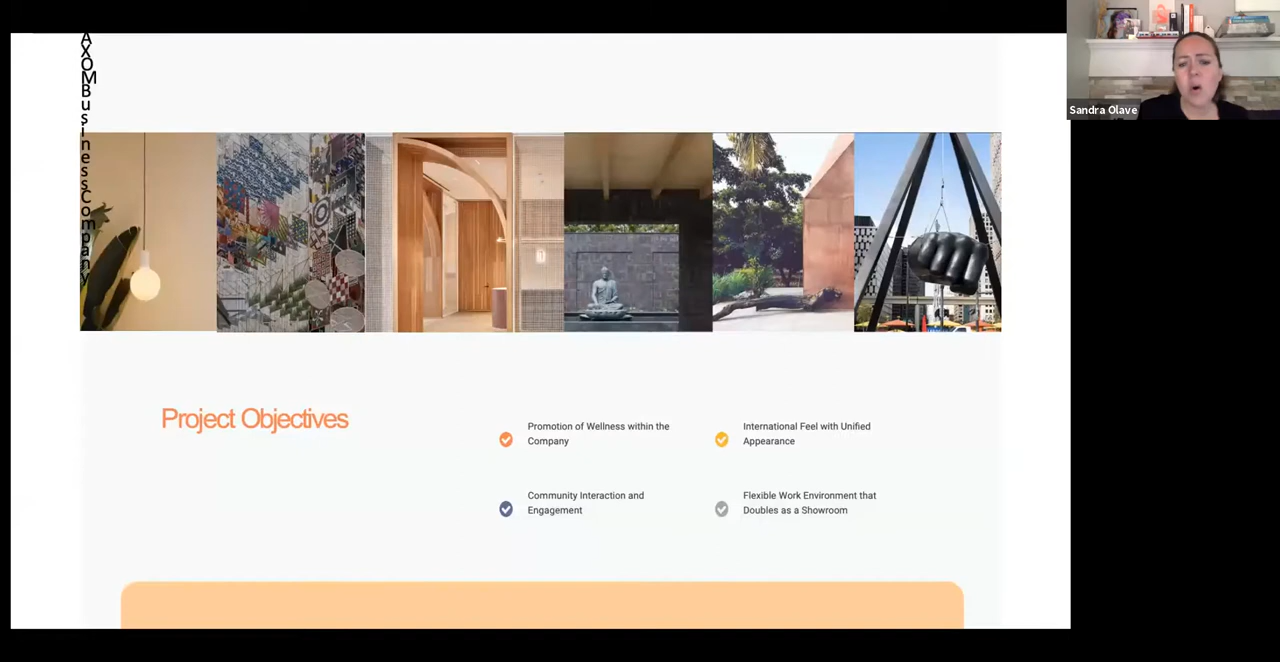 AXOM Business Company
Sandra Olave
Project Objectives
Promotion of Wellness within the
Company
International Feel with Unified
Appearance
Community Interaction and
Engagement
Flexible Work Environment that
Doubles as a Showroom